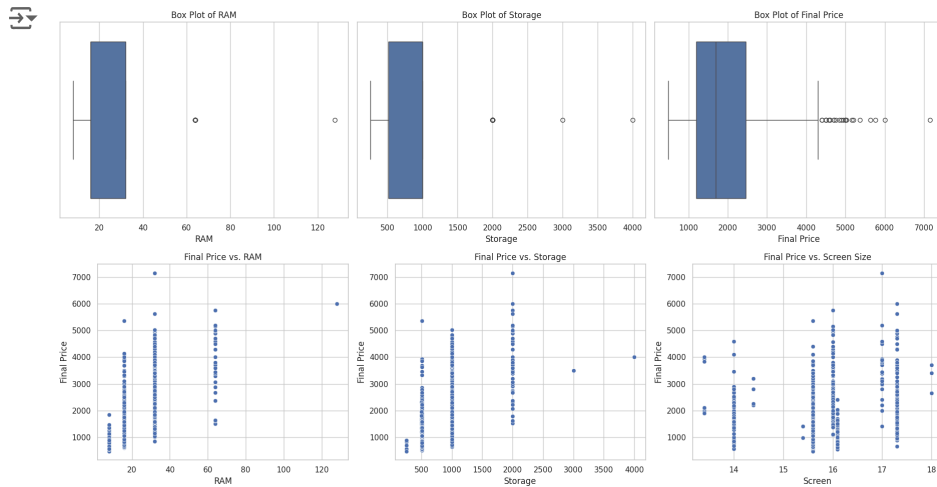 Box Plot of RAM
20 40 60 80 100 120
RAM
Box Plot of Storage
500 1000 1500 2000 2500 3000 3500 4000
Storage
Box Plot of Final Price
1000 2000 3000 4000 5000 6000 7000
Final Price
Final Price vs. RAM
Final Price
7000
6000
5000
4000
3000
2000
1000
20 40 60 80 100 120
RAM
Final Price vs. Storage
Final Price
7000
6000
5000
4000
3000
2000
1000
500 1000 1500 2000 2500 3000 3500 4000
Storage
Final Price vs. Screen Size
Final Price
7000
6000
5000
4000
3000
2000
1000
14 15 16 17 18
Screen